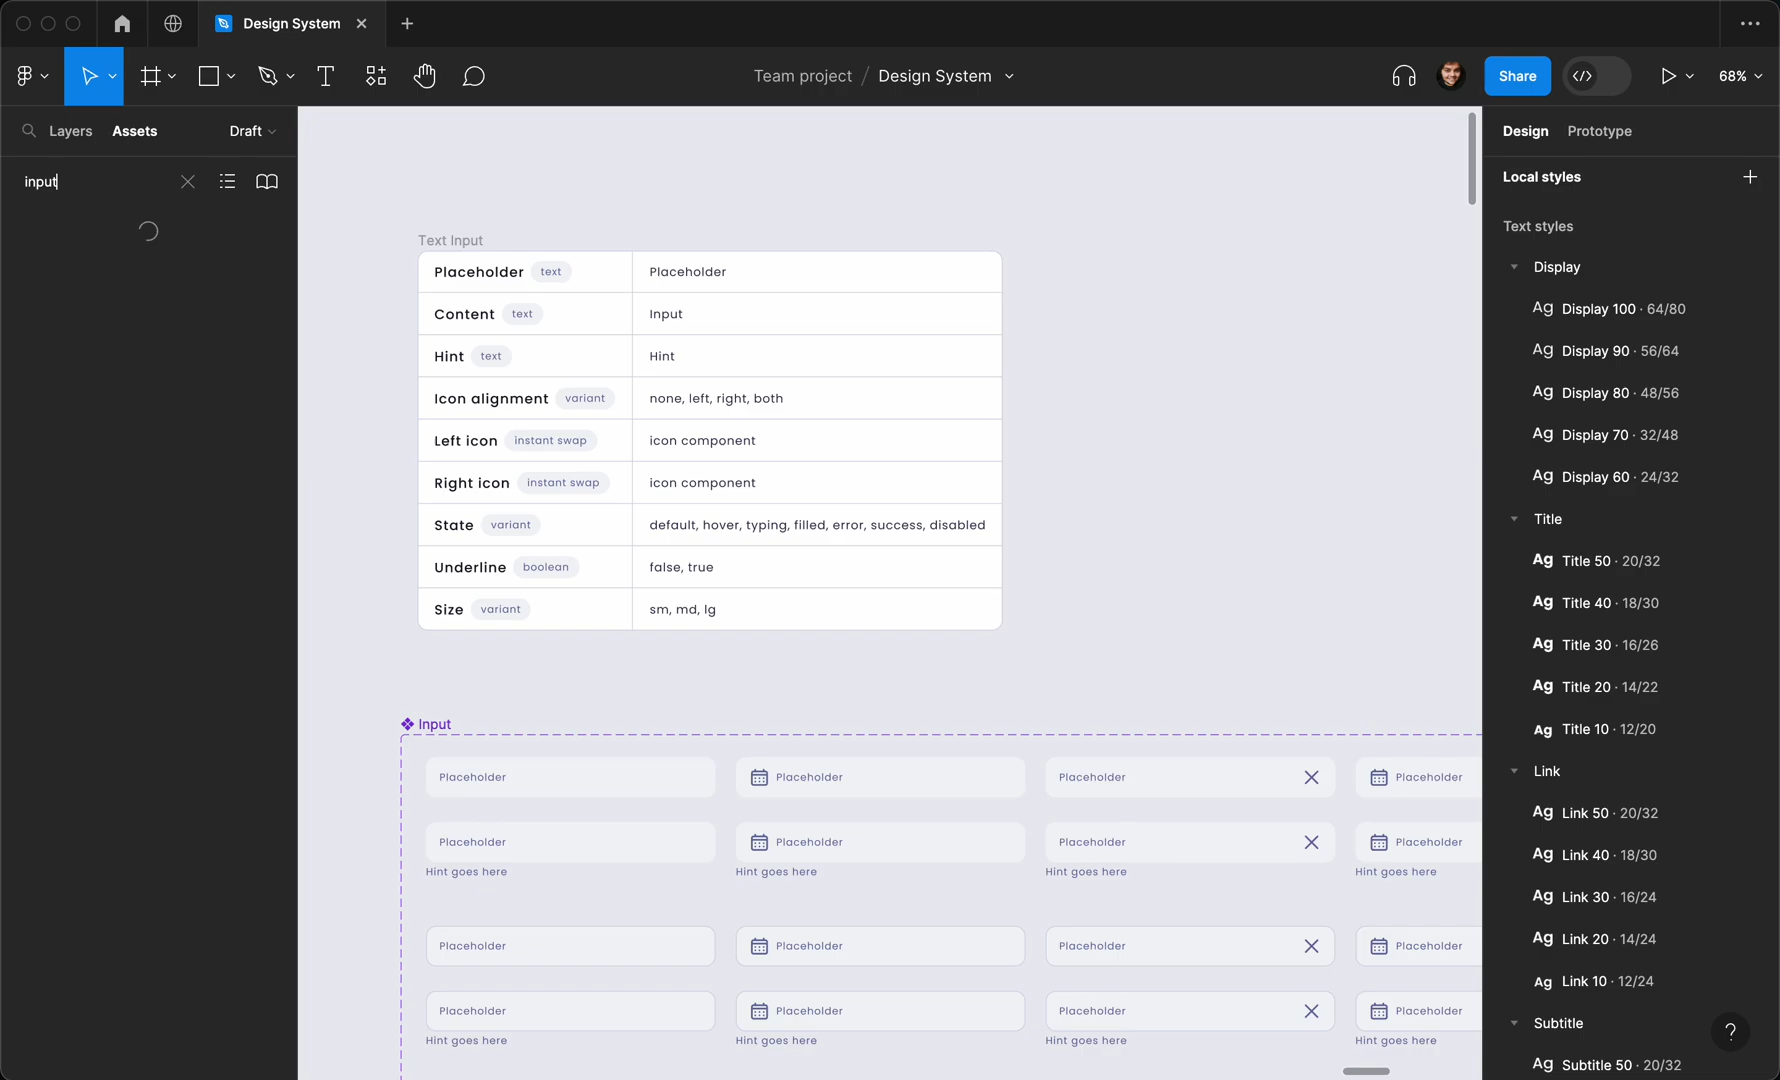 Design System
Team project / Design System
Share
68%
Layers
Assets
Draft
input
Text Input
Placeholder text Placeholder
Content text Input
Hint text Hint
Icon alignment variant none, left, right, both
Left icon instant swap icon component
Right icon instant swap icon component
State variant default, hover, typing, filled, error, success, disabled
Underline boolean false, true
Size variant sm, md, lg
Input
Placeholder Placeholder Placeholder Placeholder
Placeholder Placeholder Placeholder Placeholder
Hint goes here Hint goes here Hint goes here Hint goes here
Placeholder Placeholder Placeholder Placeholder
Placeholder Placeholder Placeholder Placeholder
Hint goes here Hint goes here Hint goes here Hint goes here
Design Prototype
Local styles
Text styles
Display
Ag Display 100 · 64/80
Ag Display 90 · 56/64
Ag Display 80 · 48/56
Ag Display 70 · 32/48
Ag Display 60 · 24/32
Title
Ag Title 50 · 20/32
Ag Title 40 · 18/30
Ag Title 30 · 16/26
Ag Title 20 · 14/22
Ag Title 10 · 12/20
Link
Ag Link 50 · 20/32
Ag Link 40 · 18/30
Ag Link 30 · 16/24
Ag Link 20 · 14/24
Ag Link 10 · 12/24
Subtitle
Ag Subtitle 50 · 20/32
?